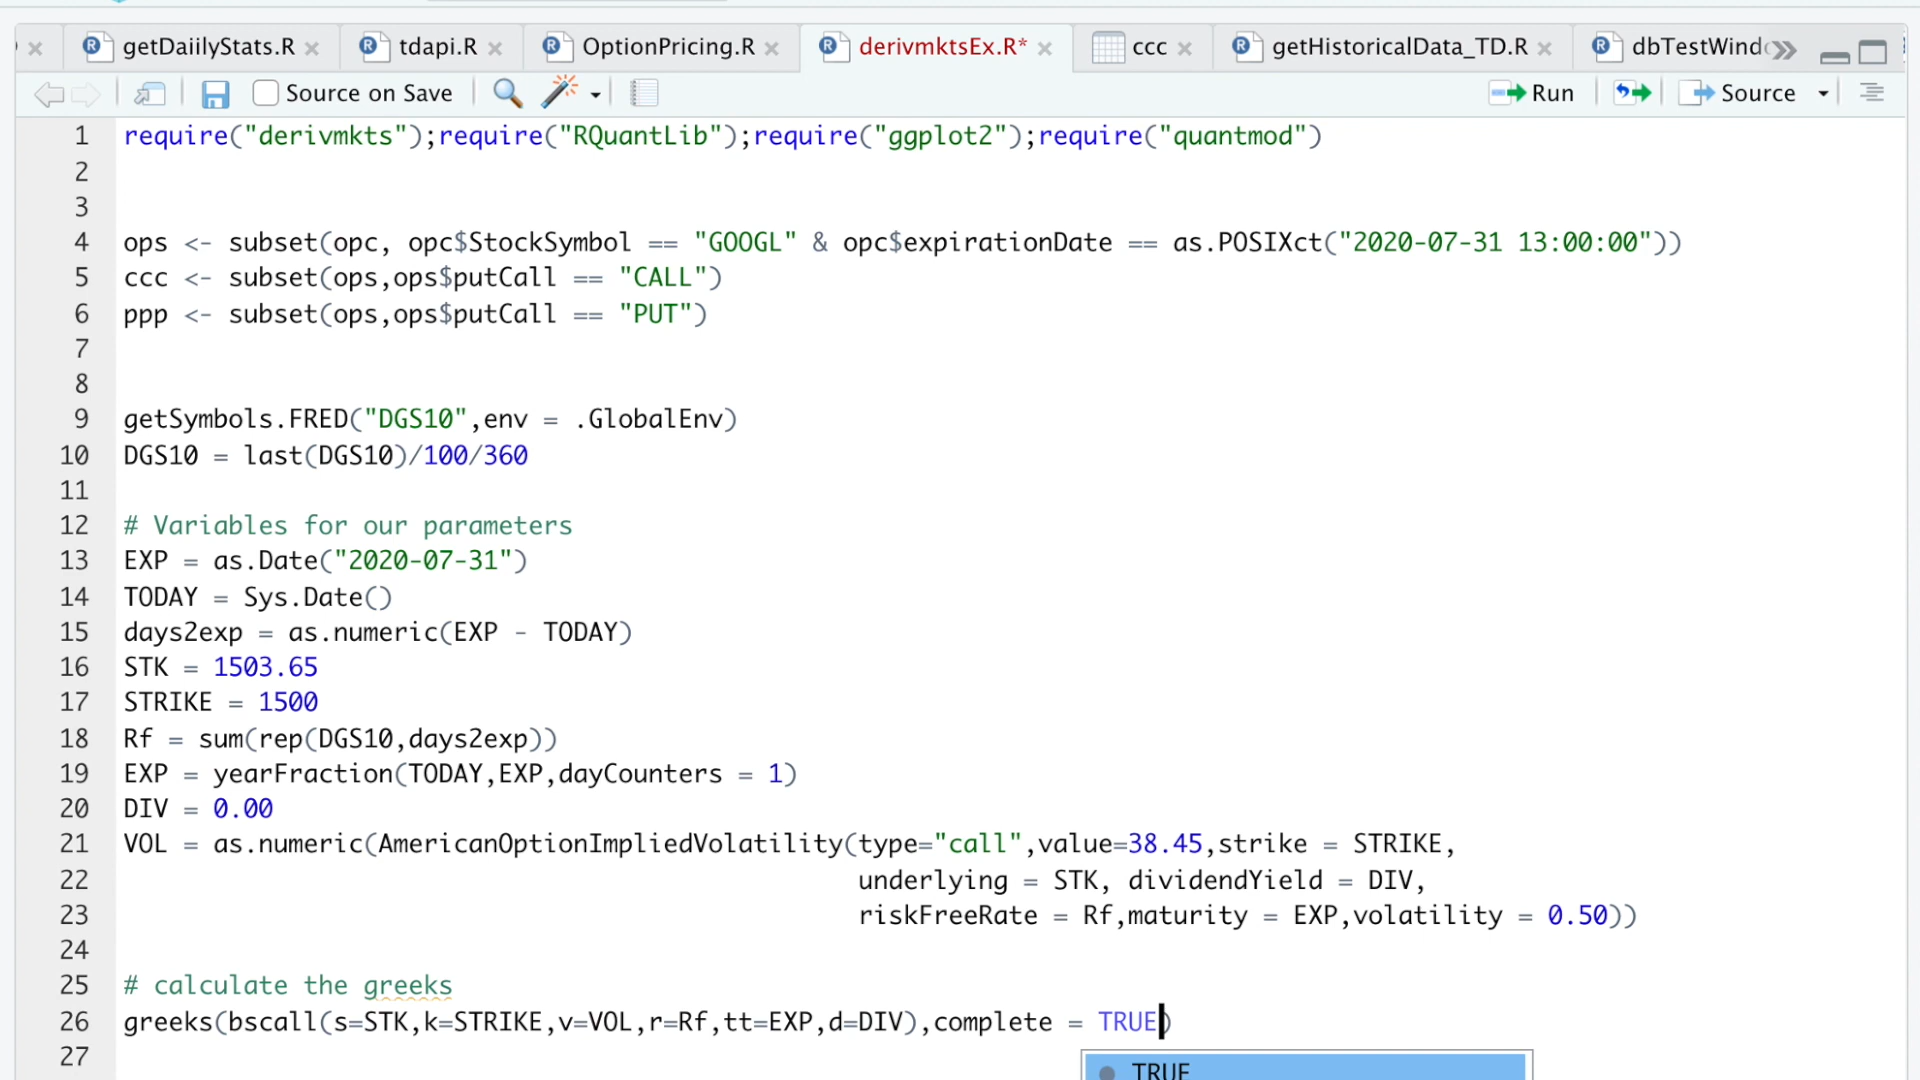 getDaiilyStats.R
tdapi.R
OptionPricing.R
derivmktsEx.R*
ccc
getHistoricalData_TD.R
dbTestWind
Source on Save
Run
Source
1 require("derivmkts");require("RQuantLib");require("ggplot2");require("quantmod")
2
3
4 ops <- subset(opc, opc$StockSymbol == "GOOGL" & opc$expirationDate == as.POSIXct("2020-07-31 13:00:00"))
5 ccc <- subset(ops,ops$putCall == "CALL")
6 ppp <- subset(ops,ops$putCall == "PUT")
7
8
9 getSymbols.FRED("DGS10",env = .GlobalEnv)
10 DGS10 = last(DGS10)/100/360
11
12 # Variables for our parameters
13 EXP = as.Date("2020-07-31")
14 TODAY = Sys.Date()
15 days2exp = as.numeric(EXP - TODAY)
16 STK = 1503.65
17 STRIKE = 1500
18 Rf = sum(rep(DGS10,days2exp))
19 EXP = yearFraction(TODAY,EXP,dayCounters = 1)
20 DIV = 0.00
21 VOL = as.numeric(AmericanOptionImpliedVolatility(type="call",value=38.45,strike = STRIKE,
22 underlying = STK, dividendYield = DIV,
23 riskFreeRate = Rf,maturity = EXP,volatility = 0.50))
24
25 # calculate the greeks
26 greeks(bscall(s=STK,k=STRIKE,v=VOL,r=Rf,tt=EXP,d=DIV),complete = TRUE)
27
TRUE